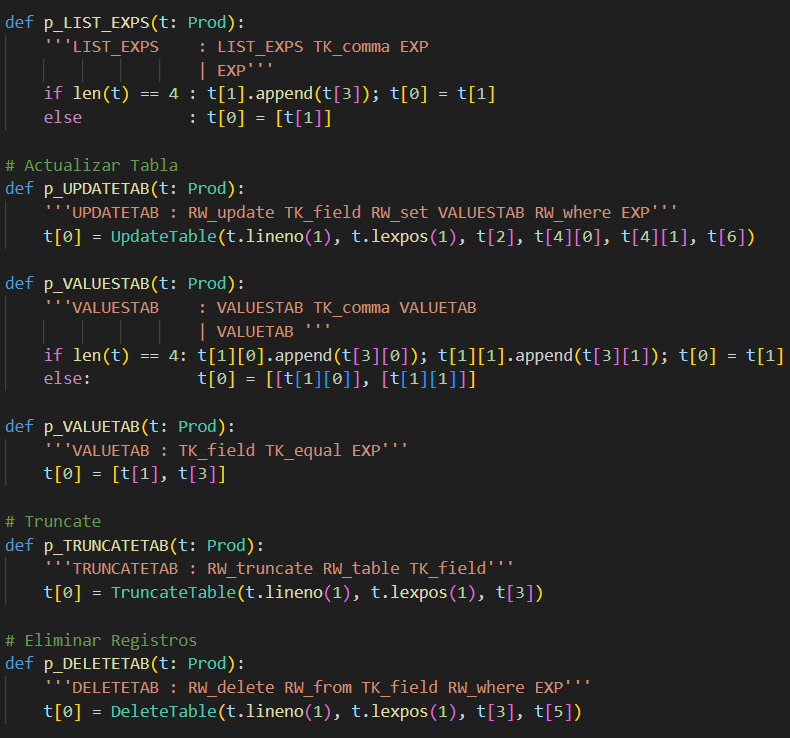 def p_LIST_EXPS(t: Prod):
    '''LIST_EXPS    : LIST_EXPS TK_comma EXP
                    | EXP'''
    if len(t) == 4 : t[1].append(t[3]); t[0] = t[1]
    else           : t[0] = [t[1]]

# Actualizar Tabla
def p_UPDATETAB(t: Prod):
    '''UPDATETAB : RW_update TK_field RW_set VALUESTAB RW_where EXP'''
    t[0] = UpdateTable(t.lineno(1), t.lexpos(1), t[2], t[4][0], t[4][1], t[6])

def p_VALUESTAB(t: Prod):
    '''VALUESTAB    : VALUESTAB TK_comma VALUETAB
                    | VALUETAB '''
    if len(t) == 4: t[1][0].append(t[3][0]); t[1][1].append(t[3][1]); t[0] = t[1]
    else:           t[0] = [[t[1][0]], [t[1][1]]]

def p_VALUETAB(t: Prod):
    '''VALUETAB : TK_field TK_equal EXP'''
    t[0] = [t[1], t[3]]

# Truncate
def p_TRUNCATETAB(t: Prod):
    '''TRUNCATETAB : RW_truncate RW_table TK_field'''
    t[0] = TruncateTable(t.lineno(1), t.lexpos(1), t[3])

# Eliminar Registros
def p_DELETETAB(t: Prod):
    '''DELETETAB : RW_delete RW_from TK_field RW_where EXP'''
    t[0] = DeleteTable(t.lineno(1), t.lexpos(1), t[3], t[5])